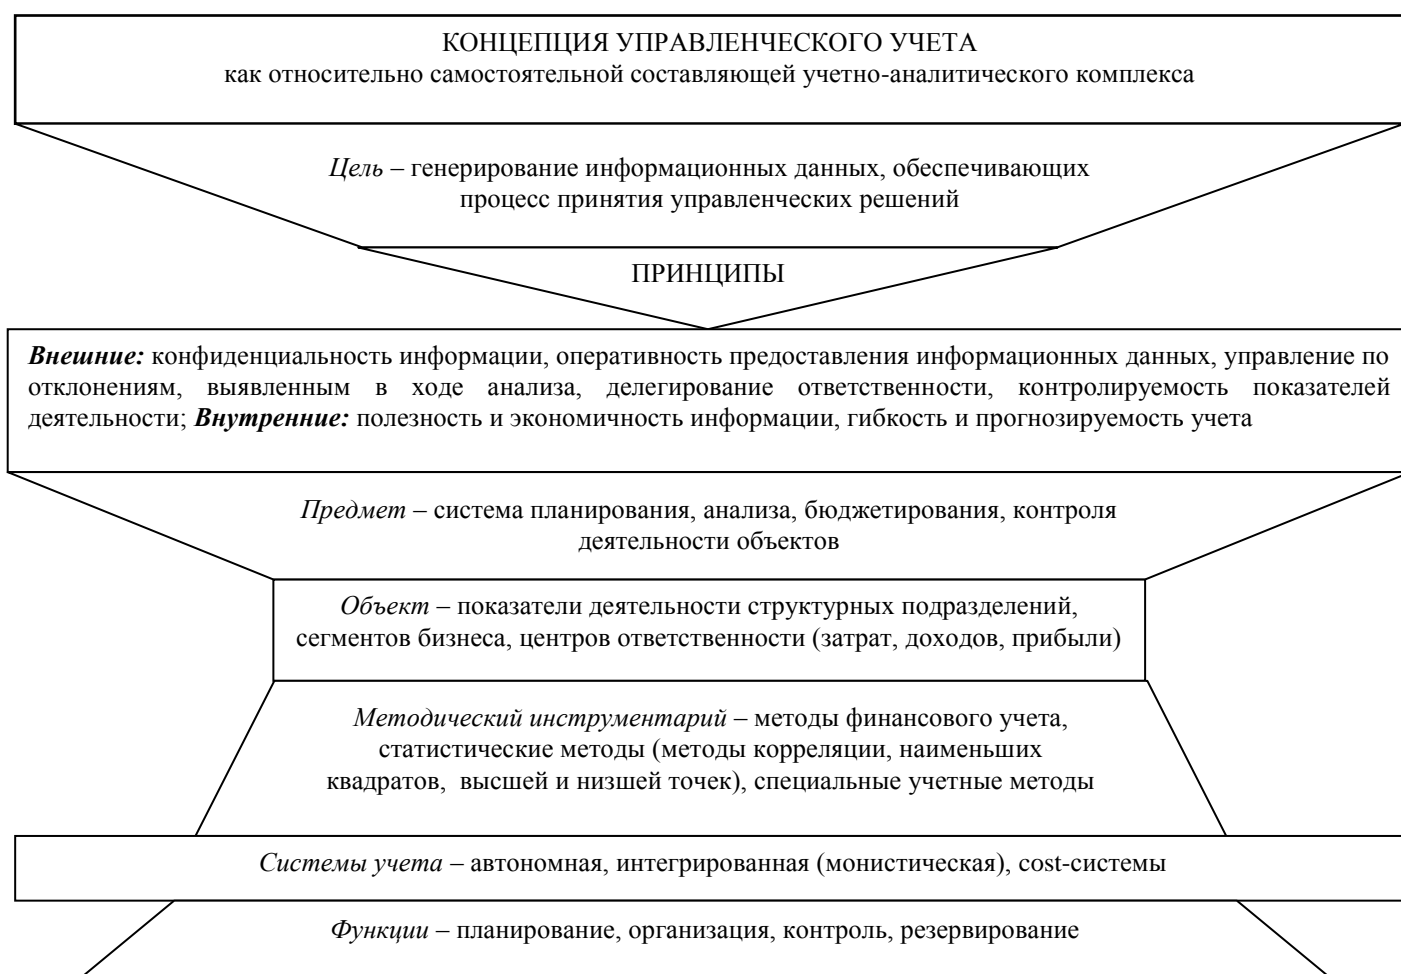 КОНЦЕПЦИЯ УПРАВЛЕНЧЕСКОГО УЧЕТА
как относительно самостоятельной составляющей учетно-аналитического комплекса
Цель – генерирование информационных данных, обеспечивающих
процесс принятия управленческих решений
ПРИНЦИПЫ
Внешние: конфиденциальность информации, оперативность предоставления информационных данных, управление по
отклонениям, выявленным в ходе анализа, делегирование ответственности, контролируемость показателей
деятельности; Внутренние: полезность и экономичность информации, гибкость и прогнозируемость учета
Предмет – система планирования, анализа, бюджетирования, контроля
деятельности объектов
Объект – показатели деятельности структурных подразделений,
сегментов бизнеса, центров ответственности (затрат, доходов, прибыли)
Методический инструментарий – методы финансового учета,
статистические методы (методы корреляции, наименьших
квадратов, высшей и низшей точек), специальные учетные методы
Системы учета – автономная, интегрированная (монистическая), cost-системы
Функции – планирование, организация, контроль, резервирование